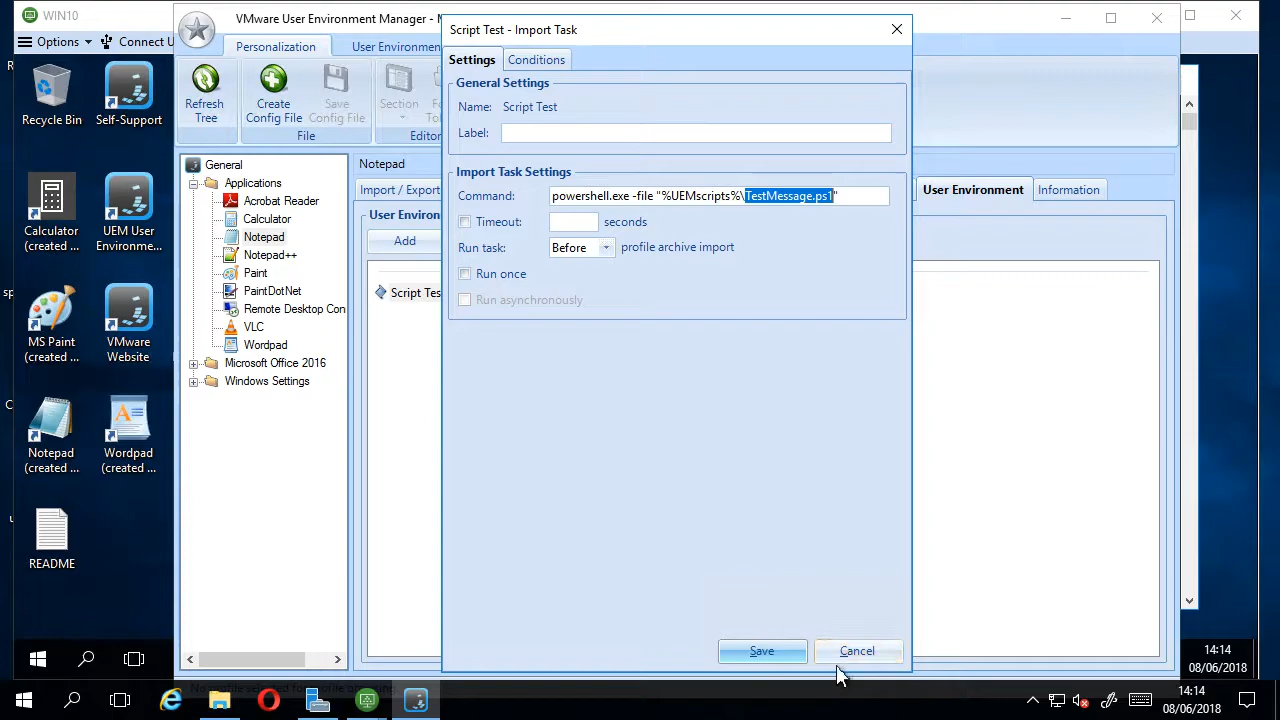 WIN10
VMware User Environment Manager -
Script Test - Import Task
Options
Connect U
Personalization
User Environmen
Settings
Conditions
General Settings
Name: Script Test
Label:
Import Task Settings
Command: powershell.exe -file "%UEMscripts%\TestMessage.ps1"
Timeout: seconds
Run task: Before profile archive import
Run once
Run asynchronously
Save
Cancel
Refresh
Tree
Create
Config File
Save
Config File
Section
File
Editor
General
Applications
Acrobat Reader
Calculator
Notepad
Notepad++
Paint
PaintDotNet
Remote Desktop Con
VLC
Wordpad
Microsoft Office 2016
Windows Settings
Notepad
Import / Export
User Environment
Information
User Environ
Add
Script Tes
Recycle Bin
Self-Support
Calculator
(created ...
UEM User
Environme...
MS Paint
(created ...
VMware
Website
Notepad
(created ...
Wordpad
(created ...
README
14:14
08/06/2018
14:14
08/06/2018